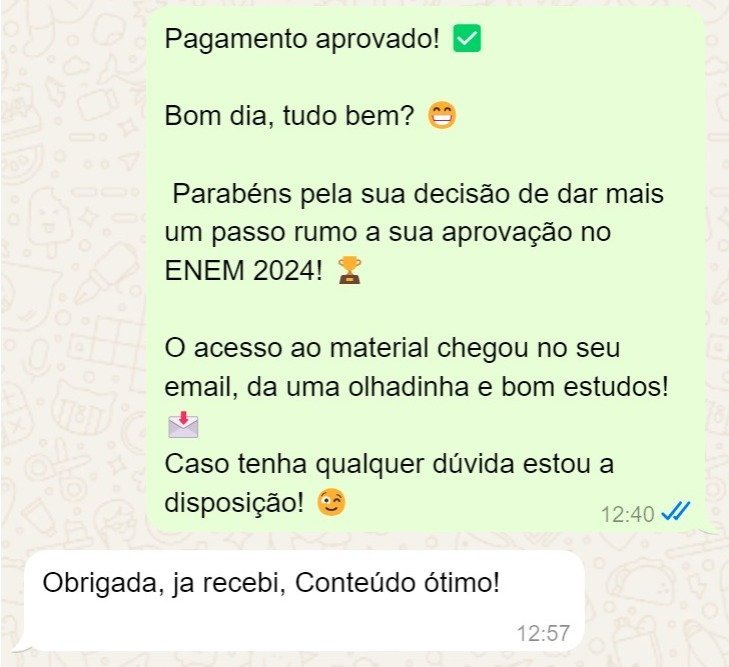 Pagamento aprovado! ✅
Bom dia, tudo bem? 😁
Parabéns pela sua decisão de dar mais
um passo rumo a sua aprovação no
ENEM 2024! 🏆
O acesso ao material chegou no seu
email, da uma olhadinha e bom estudos!
📩
Caso tenha qualquer dúvida estou a
disposição! 😉
12:40
Obrigada, ja recebi, Conteúdo ótimo!
12:57